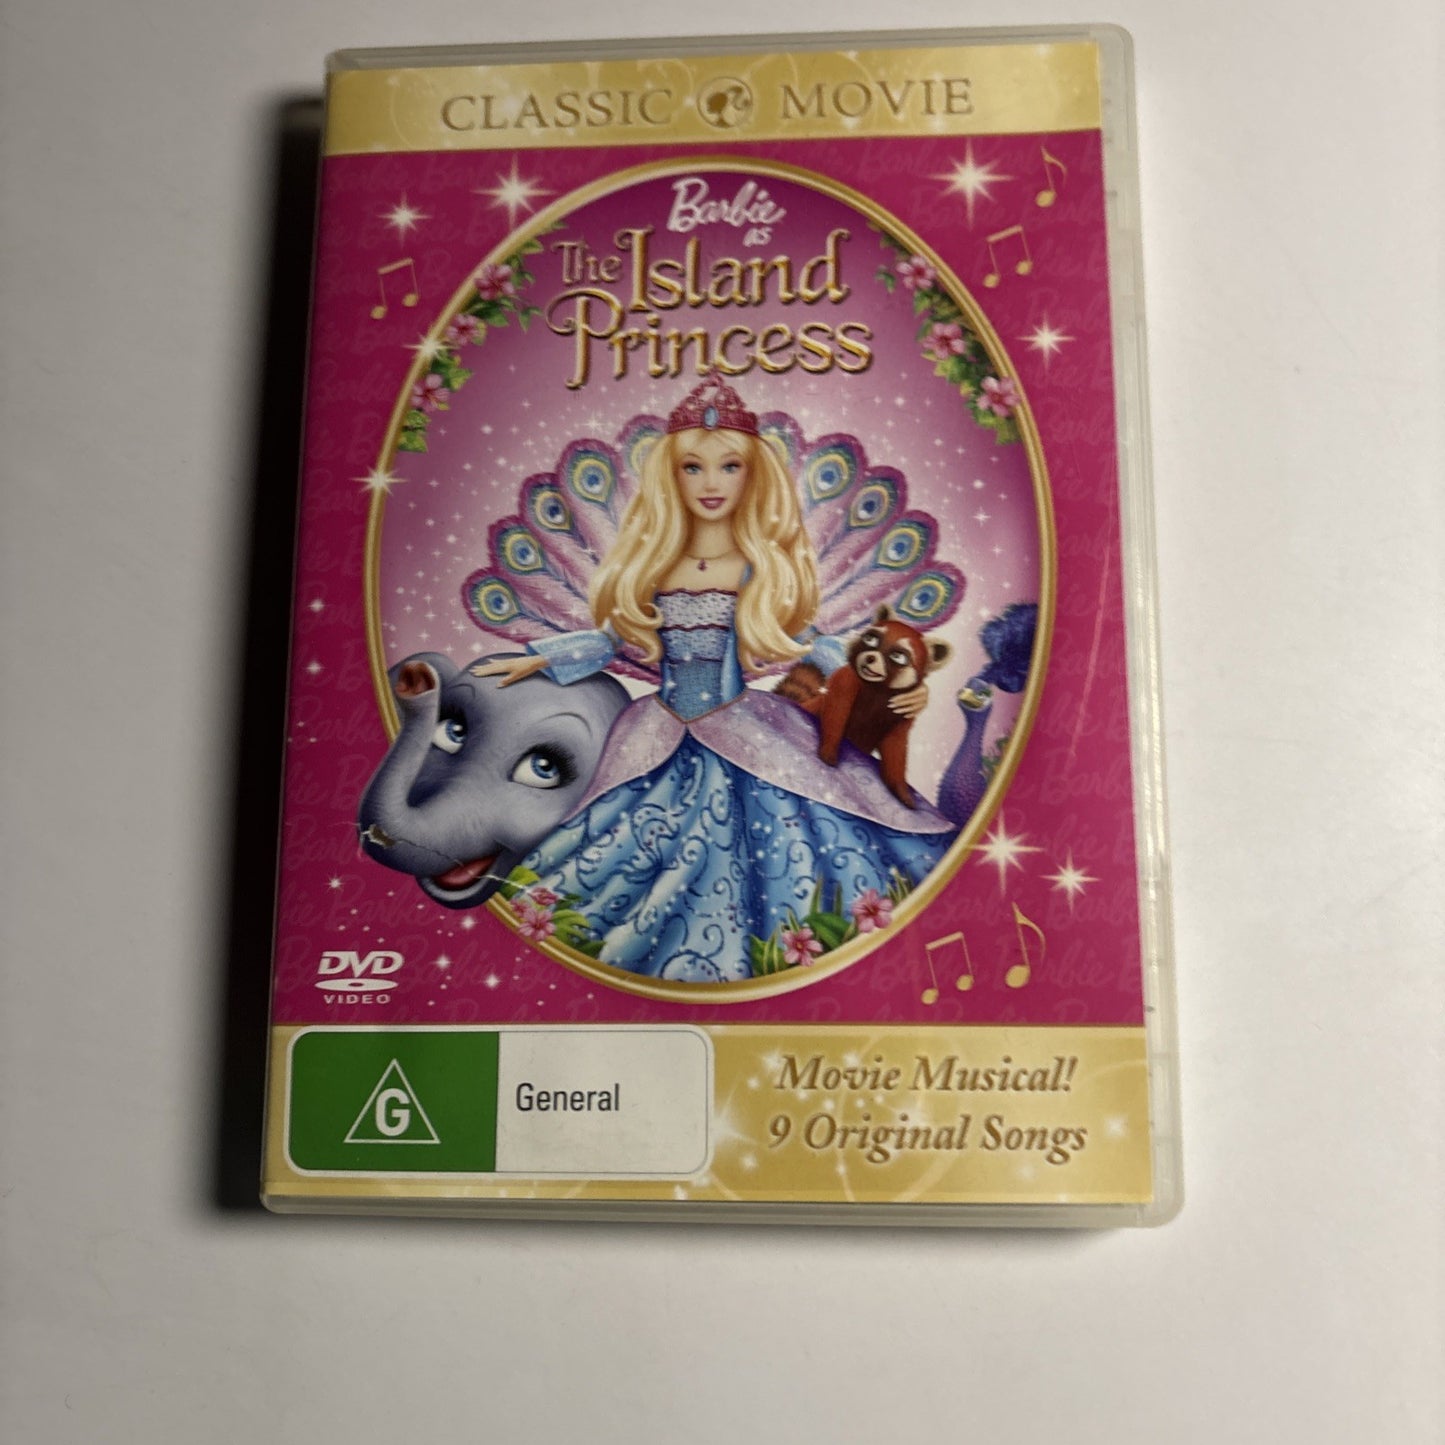 CLASSIC MOVIE
Barbie
as
The Island
Princess
DVD
VIDEO
G
General
Movie Musical!
9 Original Songs